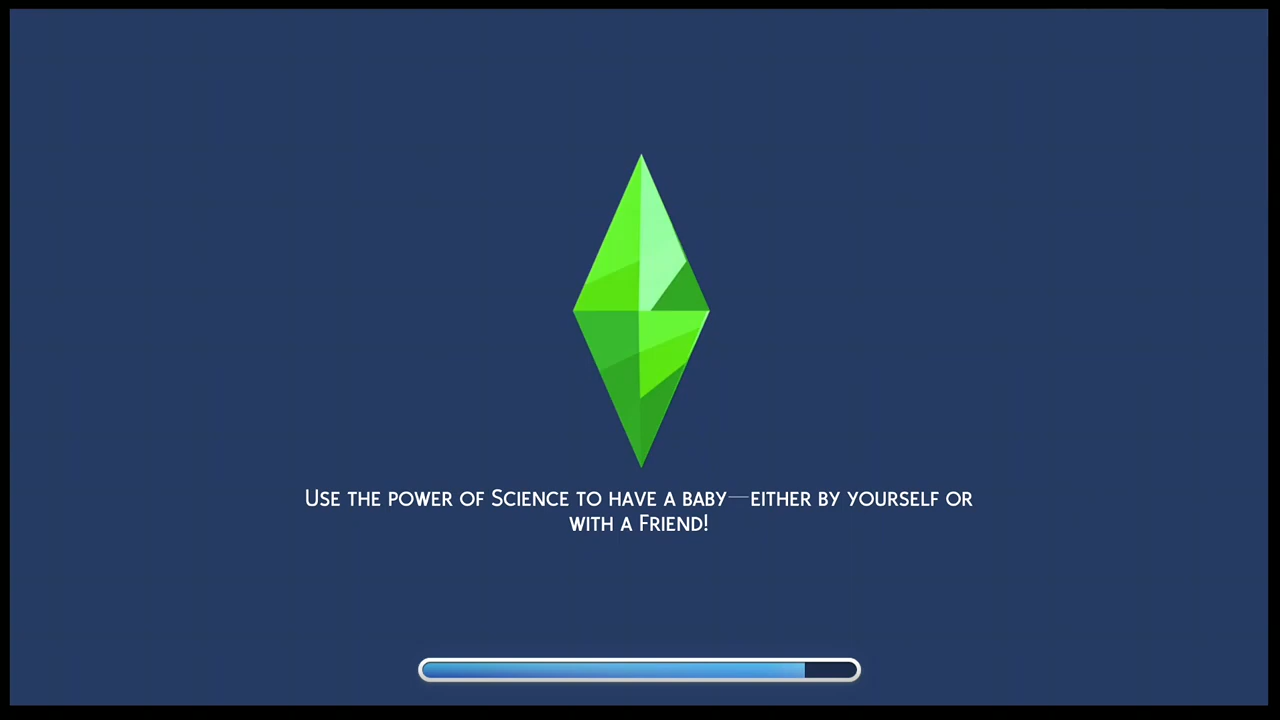 Use the power of Science to have a baby—either by yourself or
with a Friend!